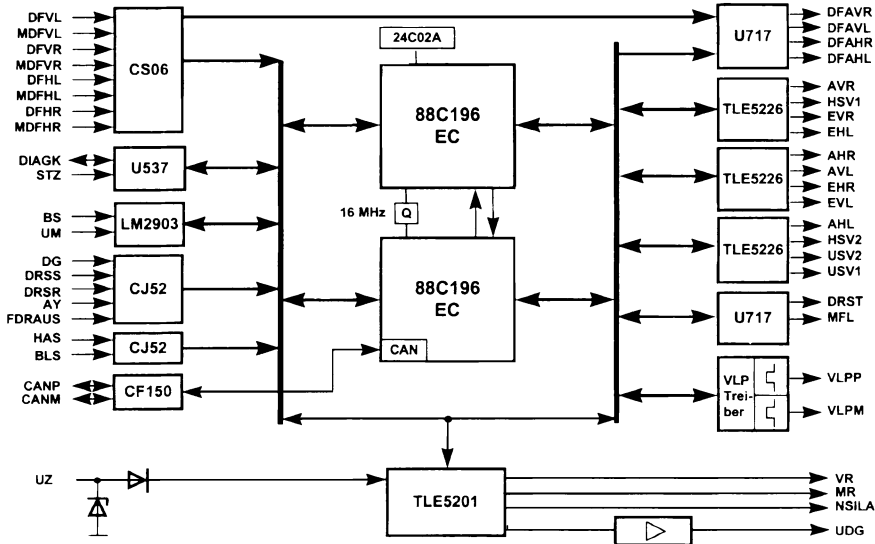 DFVL
MDFVL
DFVR
MDFVR
DFHL
MDFHL
DFHR
MDFHR
CS06
DIAGK
STZ
U537
BS
UM
LM2903
DG
DRSS
DRSR
AY
FDRAUS
CJ52
HAS
BLS
CJ52
CANP
CANM
CF150
24C02A
88C196
EC
16 MHz
Q
88C196
EC
CAN
U717
DFAVR
DFAVL
DFAHR
DFAHL
TLE5226
AVR
HSV1
EVR
EHL
TLE5226
AHR
AVL
EHR
EVL
TLE5226
AHL
HSV2
USV2
USV1
U717
DRST
MFL
VLP
Trei-
ber
VLPP
VLPM
UZ
TLE5201
VR
MR
NSILA
UDG